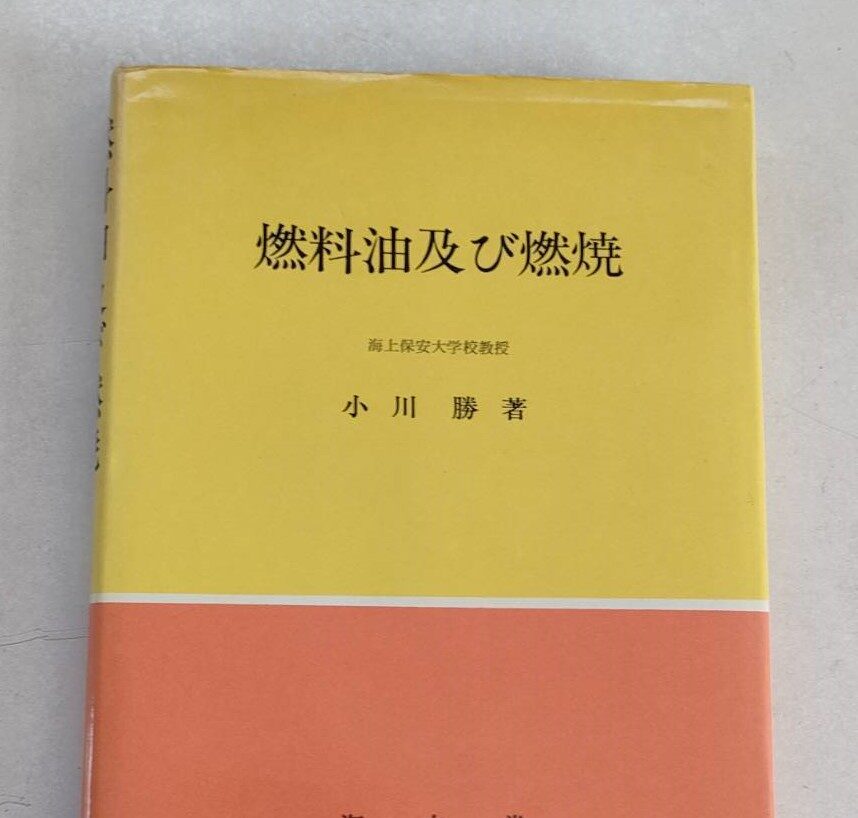 燃料油及び燃焼
海上保安大学校教授
小川 勝 著